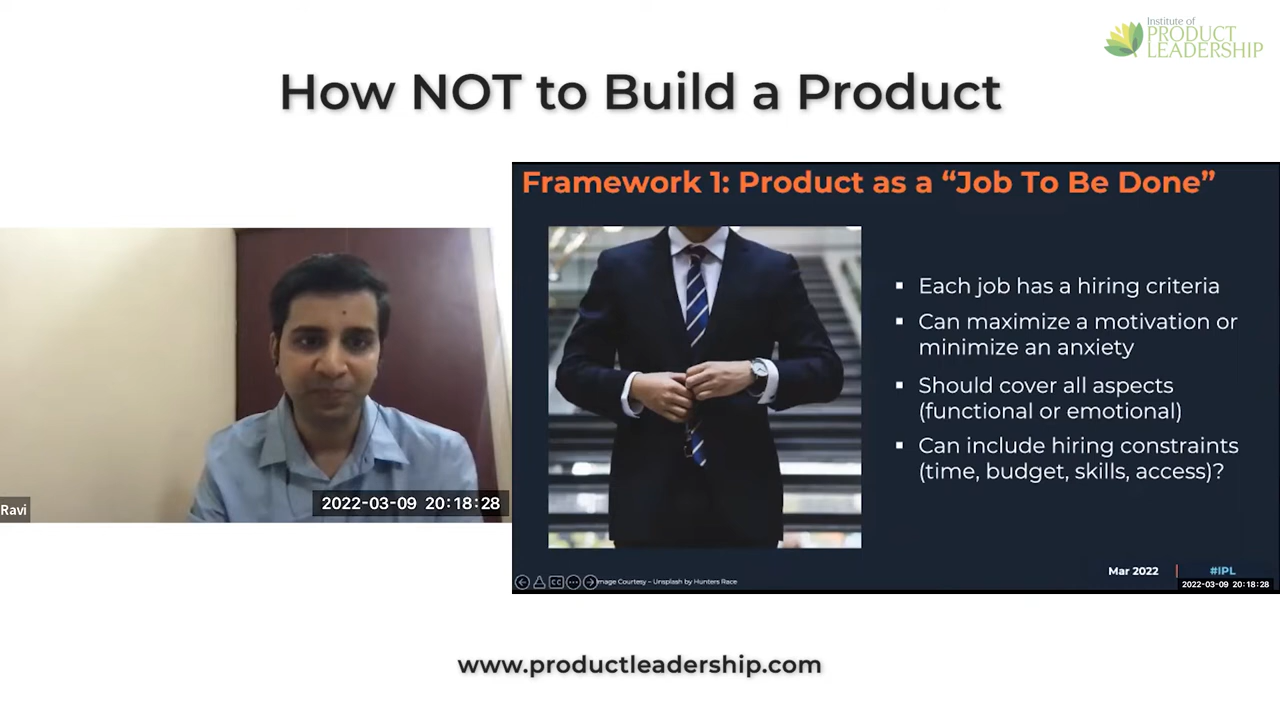 Institute of
PRODUCT
LEADERSHIP
How NOT to Build a Product
Framework 1: Product as a “Job To Be Done”
▪ Each job has a hiring criteria
▪ Can maximize a motivation or
minimize an anxiety
▪ Should cover all aspects
(functional or emotional)
▪ Can include hiring constraints
(time, budget, skills, access)?
Ravi
2022-03-09 20:18:28
Mar 2022 | #IPL
CC
mage Courtesy – Unsplash by Hunters Race
2022-03-09 20:18:28
www.productleadership.com